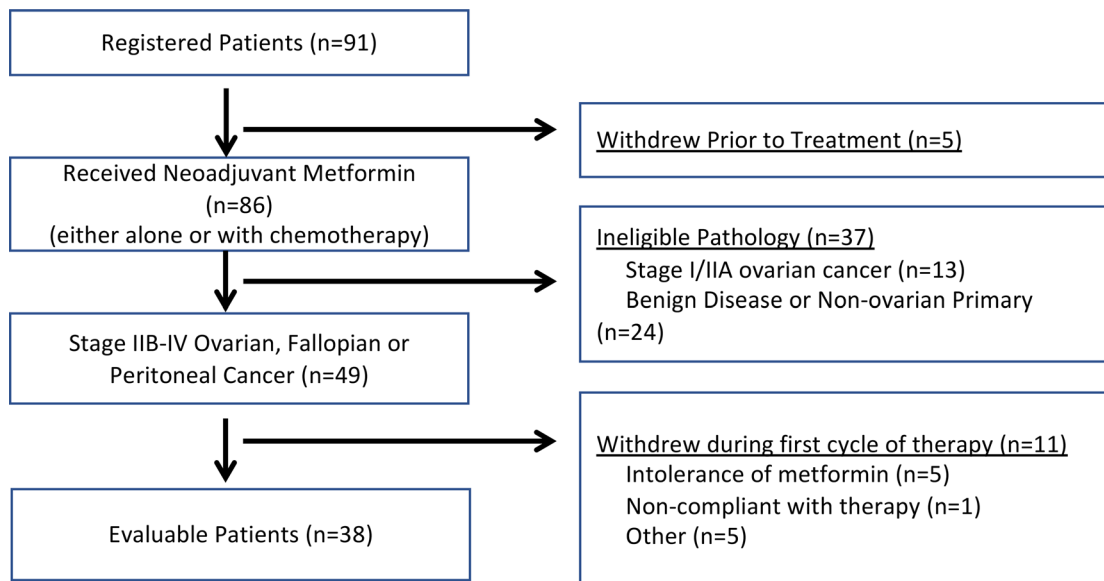 Registered Patients (n=91)
Withdrew Prior to Treatment (n=5)
Received Neoadjuvant Metformin
(n=86)
(either alone or with chemotherapy)
Ineligible Pathology (n=37)
Stage I/IIA ovarian cancer (n=13)
Benign Disease or Non-ovarian Primary
(n=24)
Stage IIB-IV Ovarian, Fallopian or
Peritoneal Cancer (n=49)
Withdrew during first cycle of therapy (n=11)
Intolerance of metformin (n=5)
Non-compliant with therapy (n=1)
Other (n=5)
Evaluable Patients (n=38)